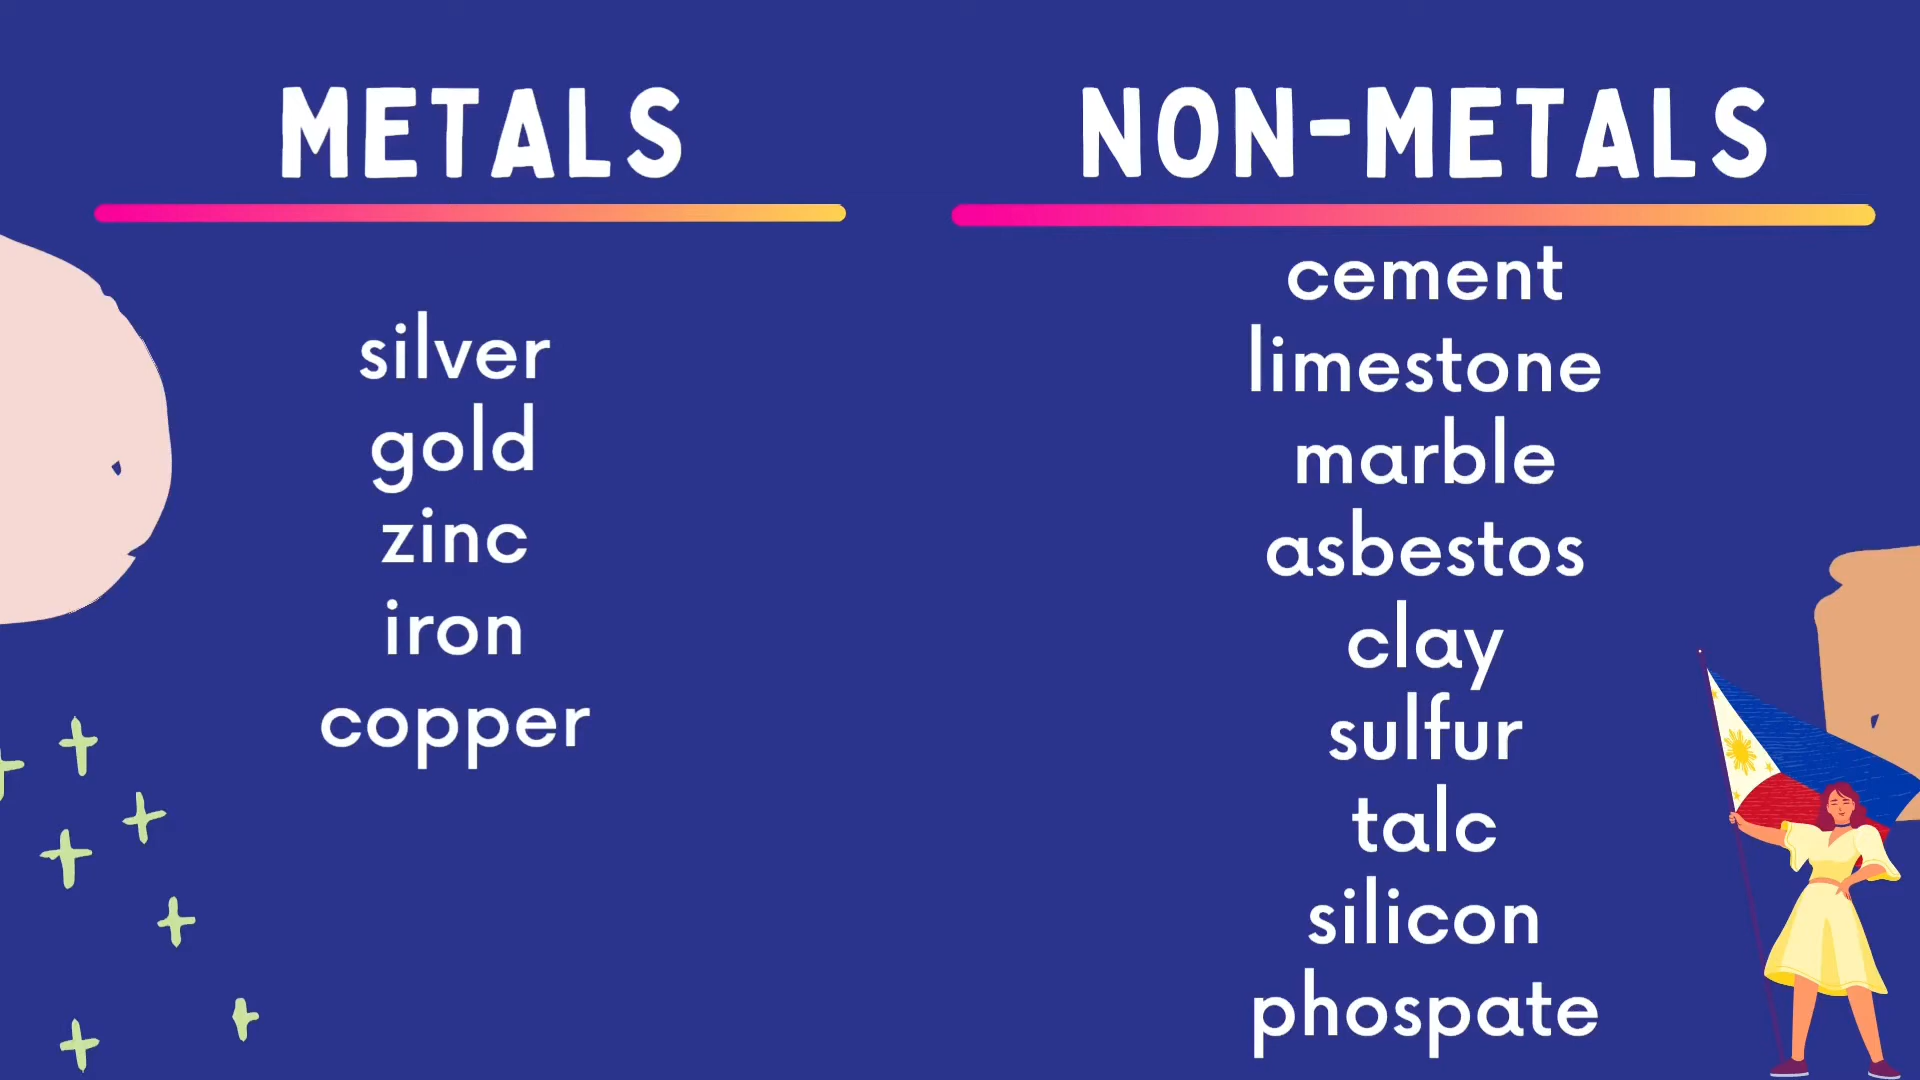 METALS
silver
gold
zinc
iron
copper
NON-METALS
cement
limestone
marble
asbestos
clay
sulfur
talc
silicon
phospate